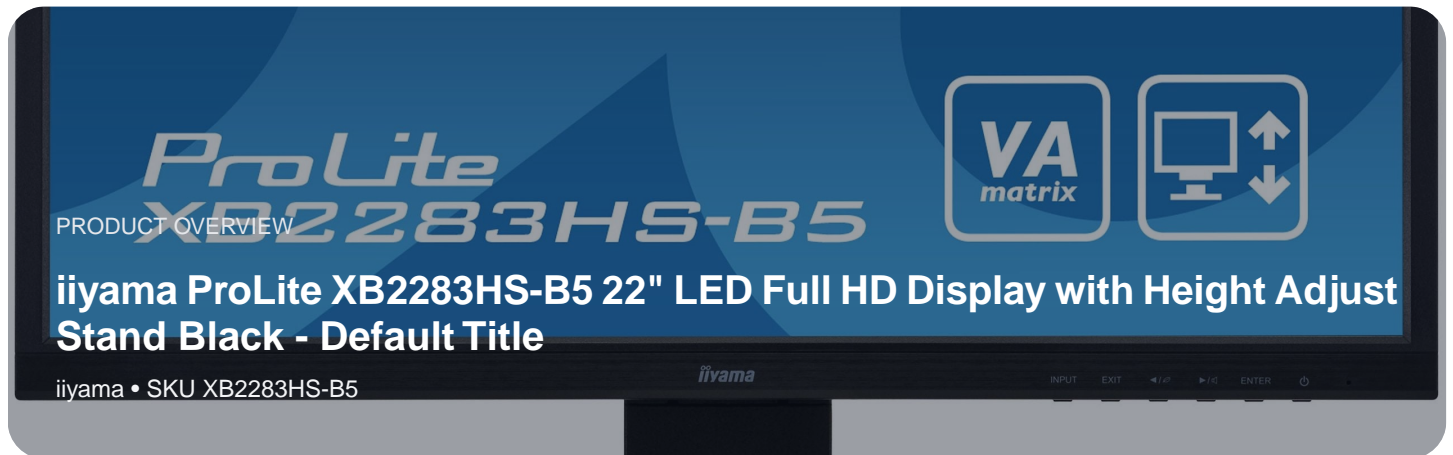 ProLite
XB2283HS-B5
VA
matrix
PRODUCT OVERVIEW
iiyama ProLite XB2283HS-B5 22" LED Full HD Display with Height Adjust
Stand Black - Default Title
iiyama • SKU XB2283HS-B5
iiyama
INPUT EXIT ENTER